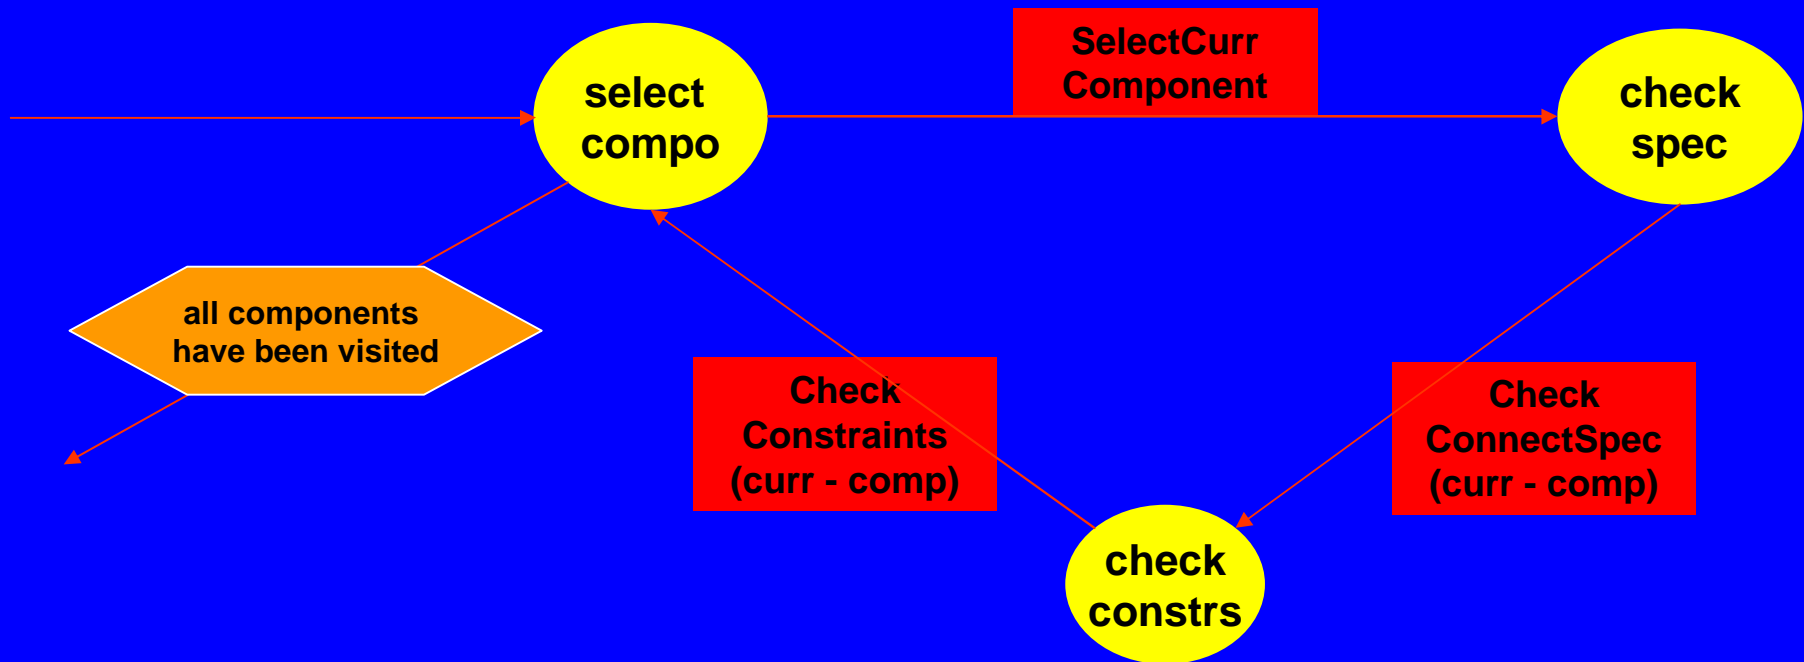 select
compo
SelectCurr
Component
check
spec
all components
have been visited
Check
Constraints
(curr - comp)
Check
ConnectSpec
(curr - comp)
check
constrs